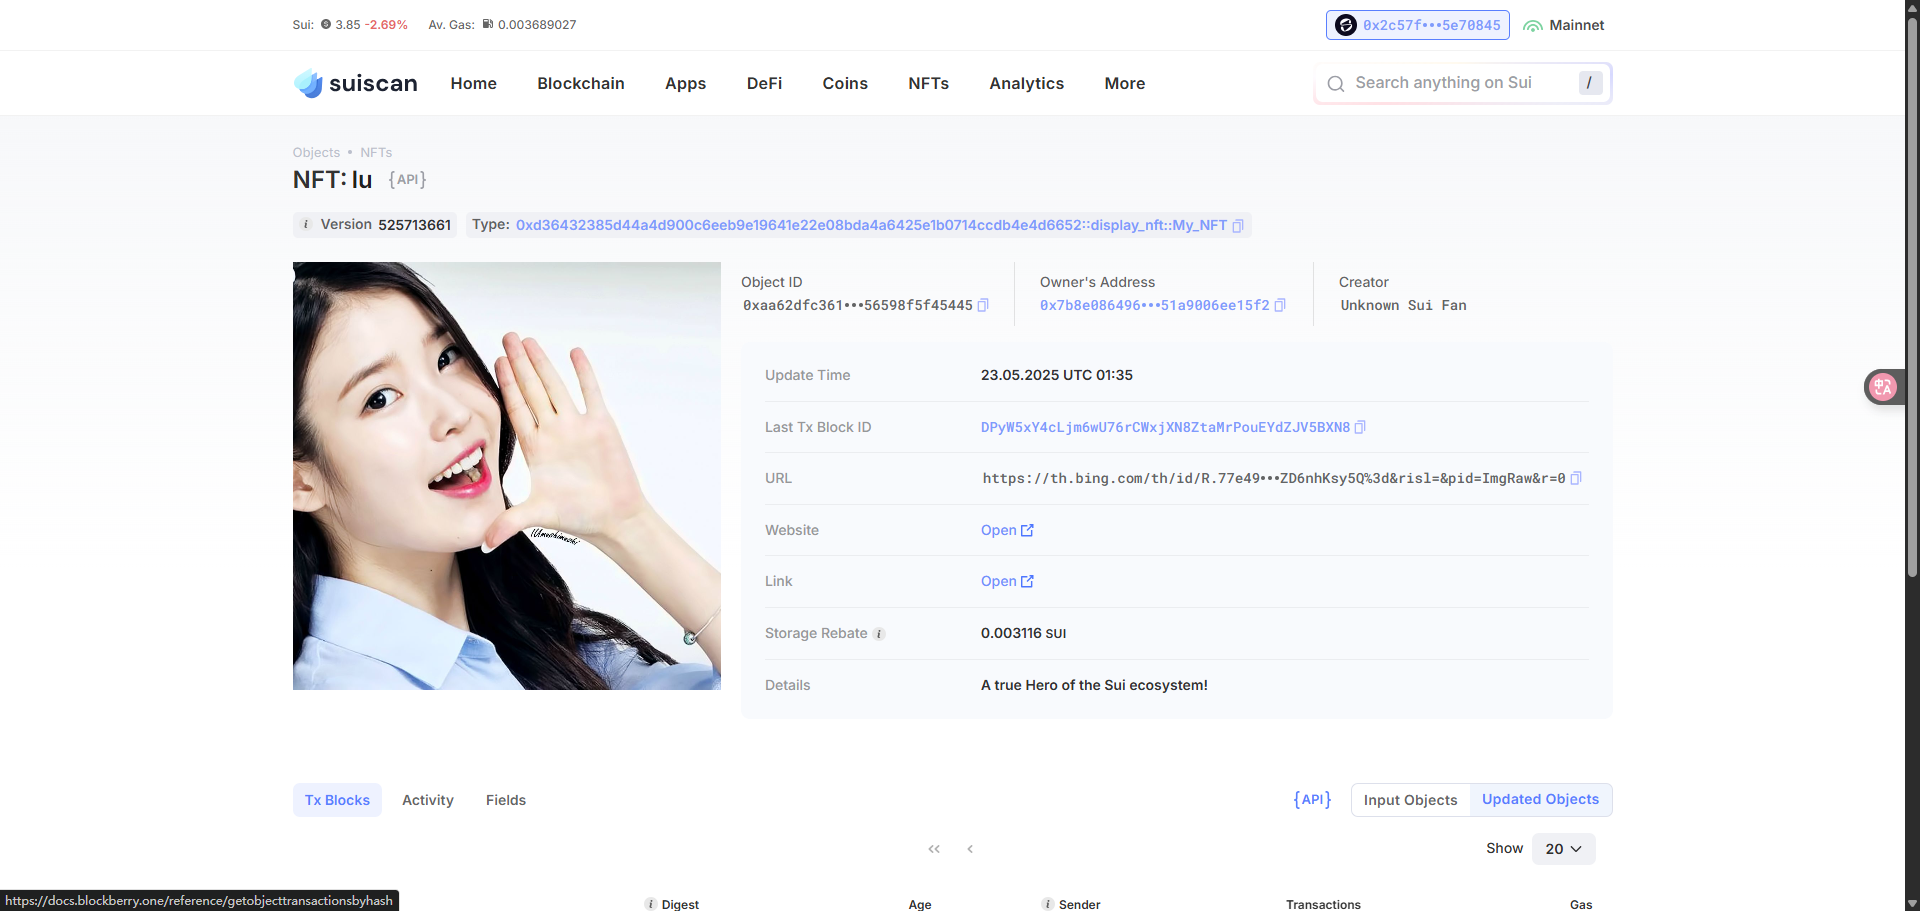 Sui: 3.85 -2.69% Av. Gas: 0.003689027 0x2c57f•••5e70845 Mainnet
suiscan Home Blockchain Apps DeFi Coins NFTs Analytics More Search anything on Sui /
Objects • NFTs
NFT: lu {API}
i Version 525713661 Type: 0xd36432385d44a4d900c6eeb9e19641e22e08bda4a6425e1b0714ccdb4e4d6652::display_nft::My_NFT
Object ID Owner's Address Creator
0xaa62dfc361•••56598f5f45445 0x7b8e086496•••51a9006ee15f2 Unknown Sui Fan
Update Time 23.05.2025 UTC 01:35
中A
Last Tx Block ID DPyW5xY4cLjm6wU76rCWxjXN8ZtaMrPouEYdZJV5BXN8
URL https://th.bing.com/th/id/R.77e49•••ZD6nhKsy5Q%3d&risl=&pid=ImgRaw&r=0
Website Open
Link Open
Storage Rebate i 0.003116 SUI
Details A true Hero of the Sui ecosystem!
Tx Blocks Activity Fields {API} Input Objects Updated Objects
Show 20
i Digest Age i Sender Transactions Gas
https://docs.blockberry.one/reference/getobjecttransactionsbyhash